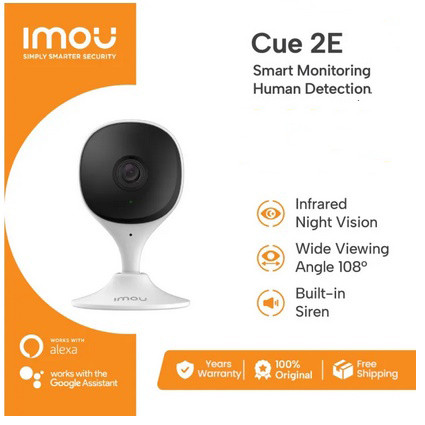 imou
SIMPLY SMARTER SECURITY
Cue 2E
Smart Monitoring
Human Detection
Infrared
Night Vision
Wide Viewing
Angle 108°
Built-in
Siren
imou
WORKS WITH
alexa
works with the
Google Assistant
Years
Warranty
100%
Original
Free
Shipping